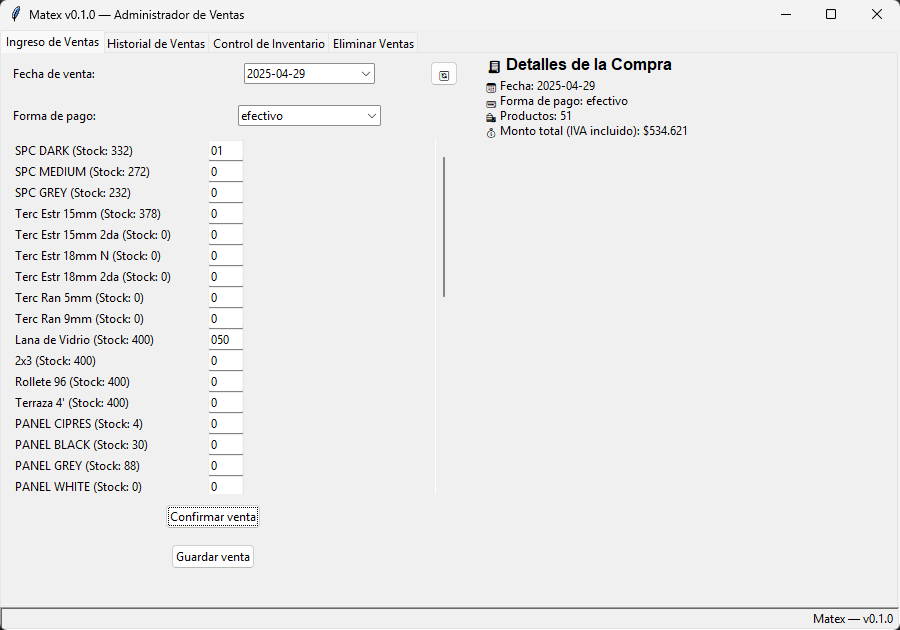 Matex v0.1.0 — Administrador de Ventas
Ingreso de Ventas Historial de Ventas Control de Inventario Eliminar Ventas
Fecha de venta: 2025-04-29
Forma de pago: efectivo
SPC DARK (Stock: 332) 01
SPC MEDIUM (Stock: 272) 0
SPC GREY (Stock: 232) 0
Terc Estr 15mm (Stock: 378) 0
Terc Estr 15mm 2da (Stock: 0) 0
Terc Estr 18mm N (Stock: 0) 0
Terc Estr 18mm 2da (Stock: 0) 0
Terc Ran 5mm (Stock: 0) 0
Terc Ran 9mm (Stock: 0) 0
Lana de Vidrio (Stock: 400) 050
2x3 (Stock: 400) 0
Rollete 96 (Stock: 400) 0
Terraza 4' (Stock: 400) 0
PANEL CIPRES (Stock: 4) 0
PANEL BLACK (Stock: 30) 0
PANEL GREY (Stock: 88) 0
PANEL WHITE (Stock: 0) 0
Confirmar venta
Guardar venta
Detalles de la Compra
Fecha: 2025-04-29
Forma de pago: efectivo
Productos: 51
Monto total (IVA incluido): $534.621
Matex — v0.1.0